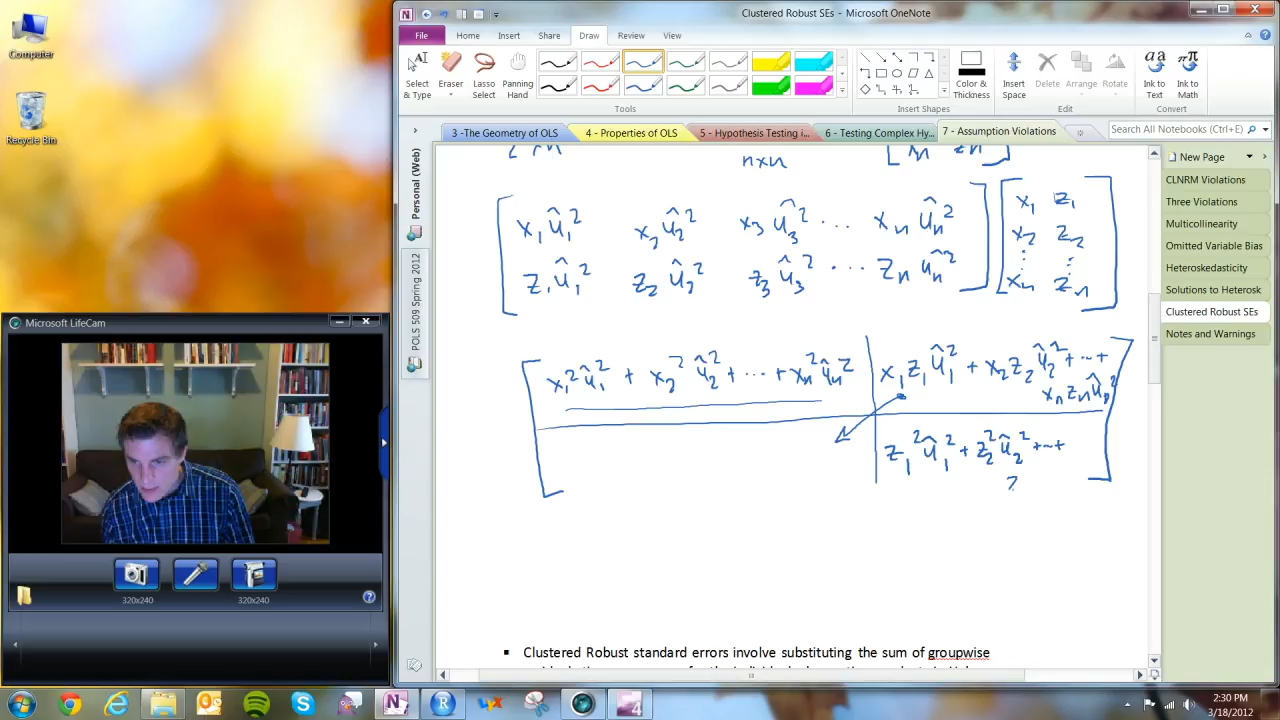 Computer
Recycle Bin
Microsoft LifeCam
320x240
320x240
Clustered Robust SEs - Microsoft OneNote
File Home Insert Share Draw Review View
Select & Type
Eraser
Lasso Select
Panning Hand
Color & Thickness
Insert Space
Delete
Arrange
Rotate
Ink to Text
Ink to Math
Tools
Insert Shapes
Edit
Convert
3 -The Geometry of OLS
4 - Properties of OLS
5 - Hypothesis Testing i...
6 - Testing Complex Hy...
7 - Assumption Violations
Search All Notebooks (Ctrl+E)
Personal (Web)
POLS 509 Spring 2012
New Page
CLNRM Violations
Three Violations
Multicollinearity
Omitted Variable Bias
Heteroskedasticity
Solutions to Heterosk
Clustered Robust SEs
Notes and Warnings
n×n
x₁û₁² x₂û₂² x₃û₃² ... xₙûₙ² x₁ z₁
x₂ z₂
z₁û₁² z₂û₂² z₃û₃² ... zₙûₙ² ⋮ ⋮
xₙ zₙ
x₁²û₁² + x₂²û₂² + ... + xₙ²ûₙ² x₁z₁û₁² + x₂z₂û₂² + ... +
xₙzₙûₙ²
z₁²û₁² + z₂²û₂² + ... +
▪ Clustered Robust standard errors involve substituting the sum of groupwise
2:30 PM
3/18/2012